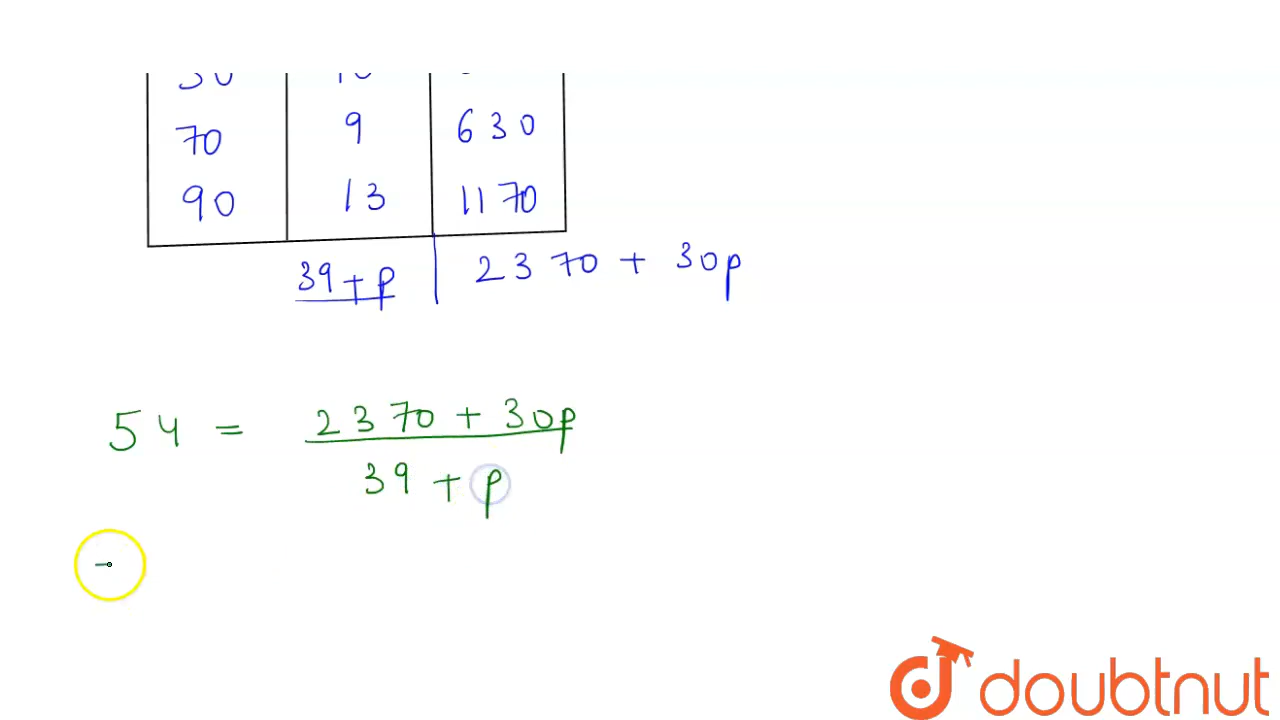 70 9 630
90 13 1170
39 + p 2370 + 30p
54 = 2370 + 30p
39 + p
doubtnut